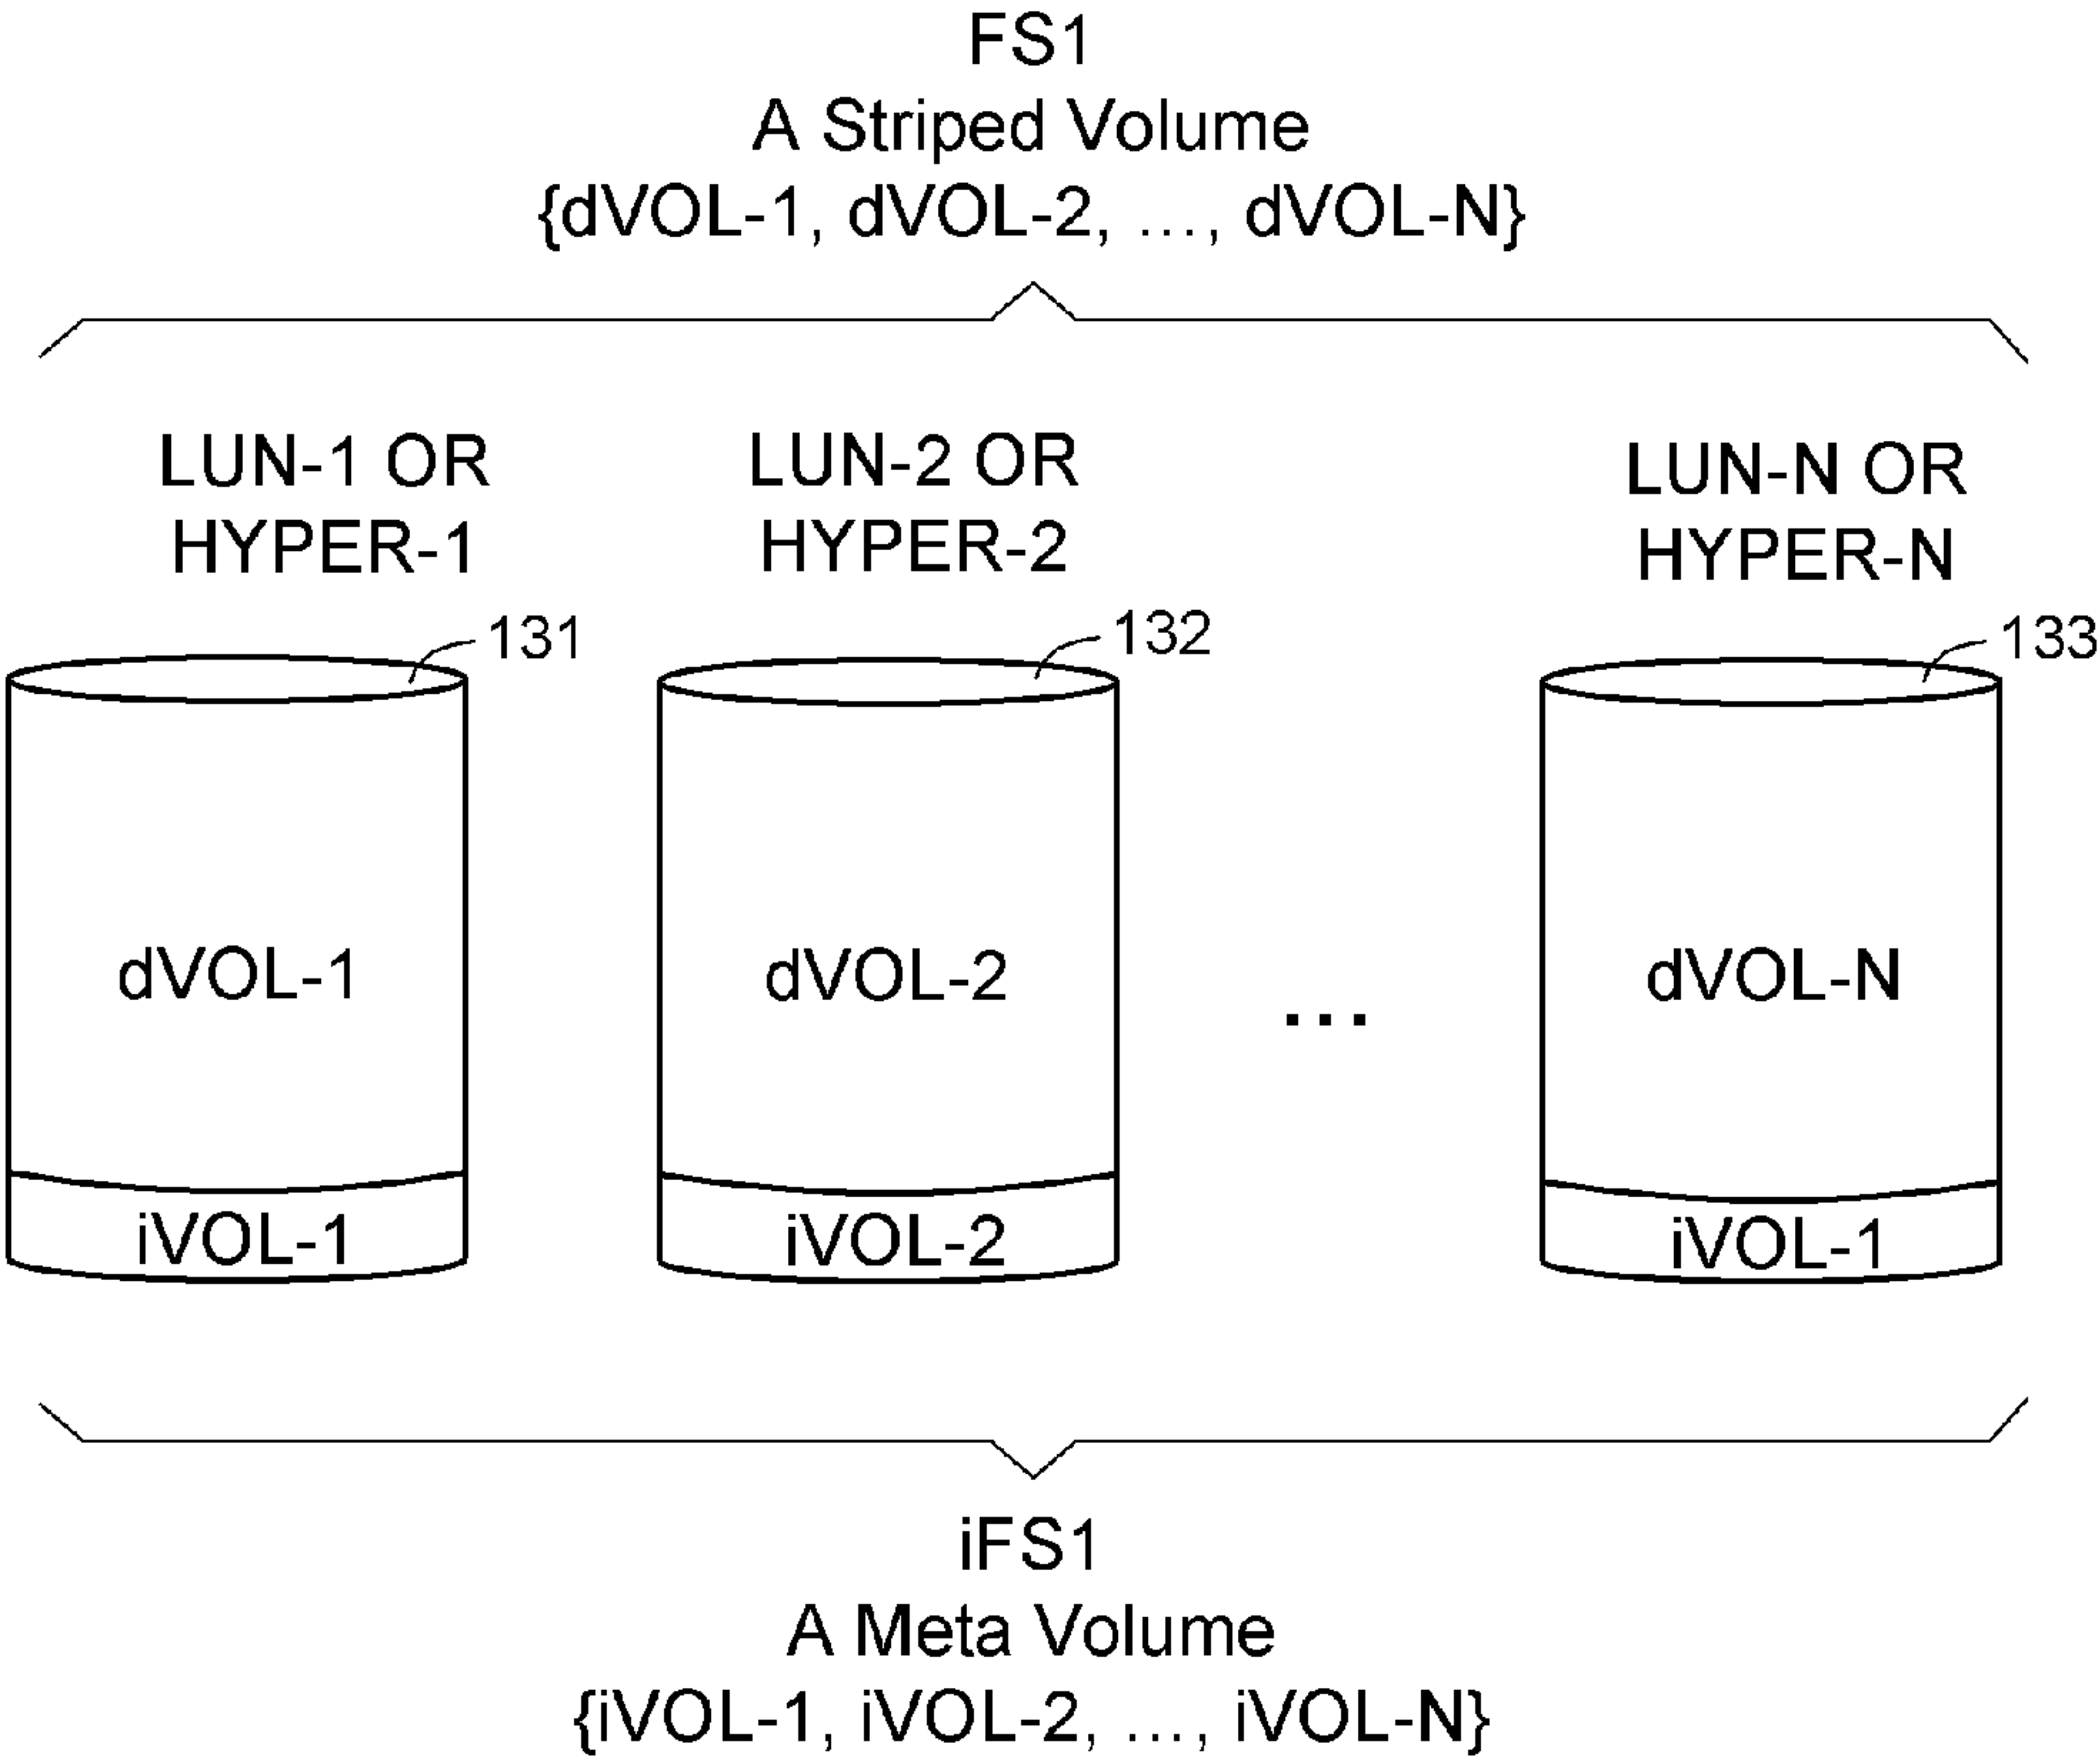 FS1
A Striped Volume
{dVOL-1, dVOL-2, ..., dVOL-N}
LUN-1 OR
HYPER-1
LUN-2 OR
HYPER-2
LUN-N OR
HYPER-N
131
132
133
dVOL-1
dVOL-2
...
dVOL-N
iVOL-1
iVOL-2
iVOL-1
iFS1
A Meta Volume
{iVOL-1, iVOL-2, ..., iVOL-N}